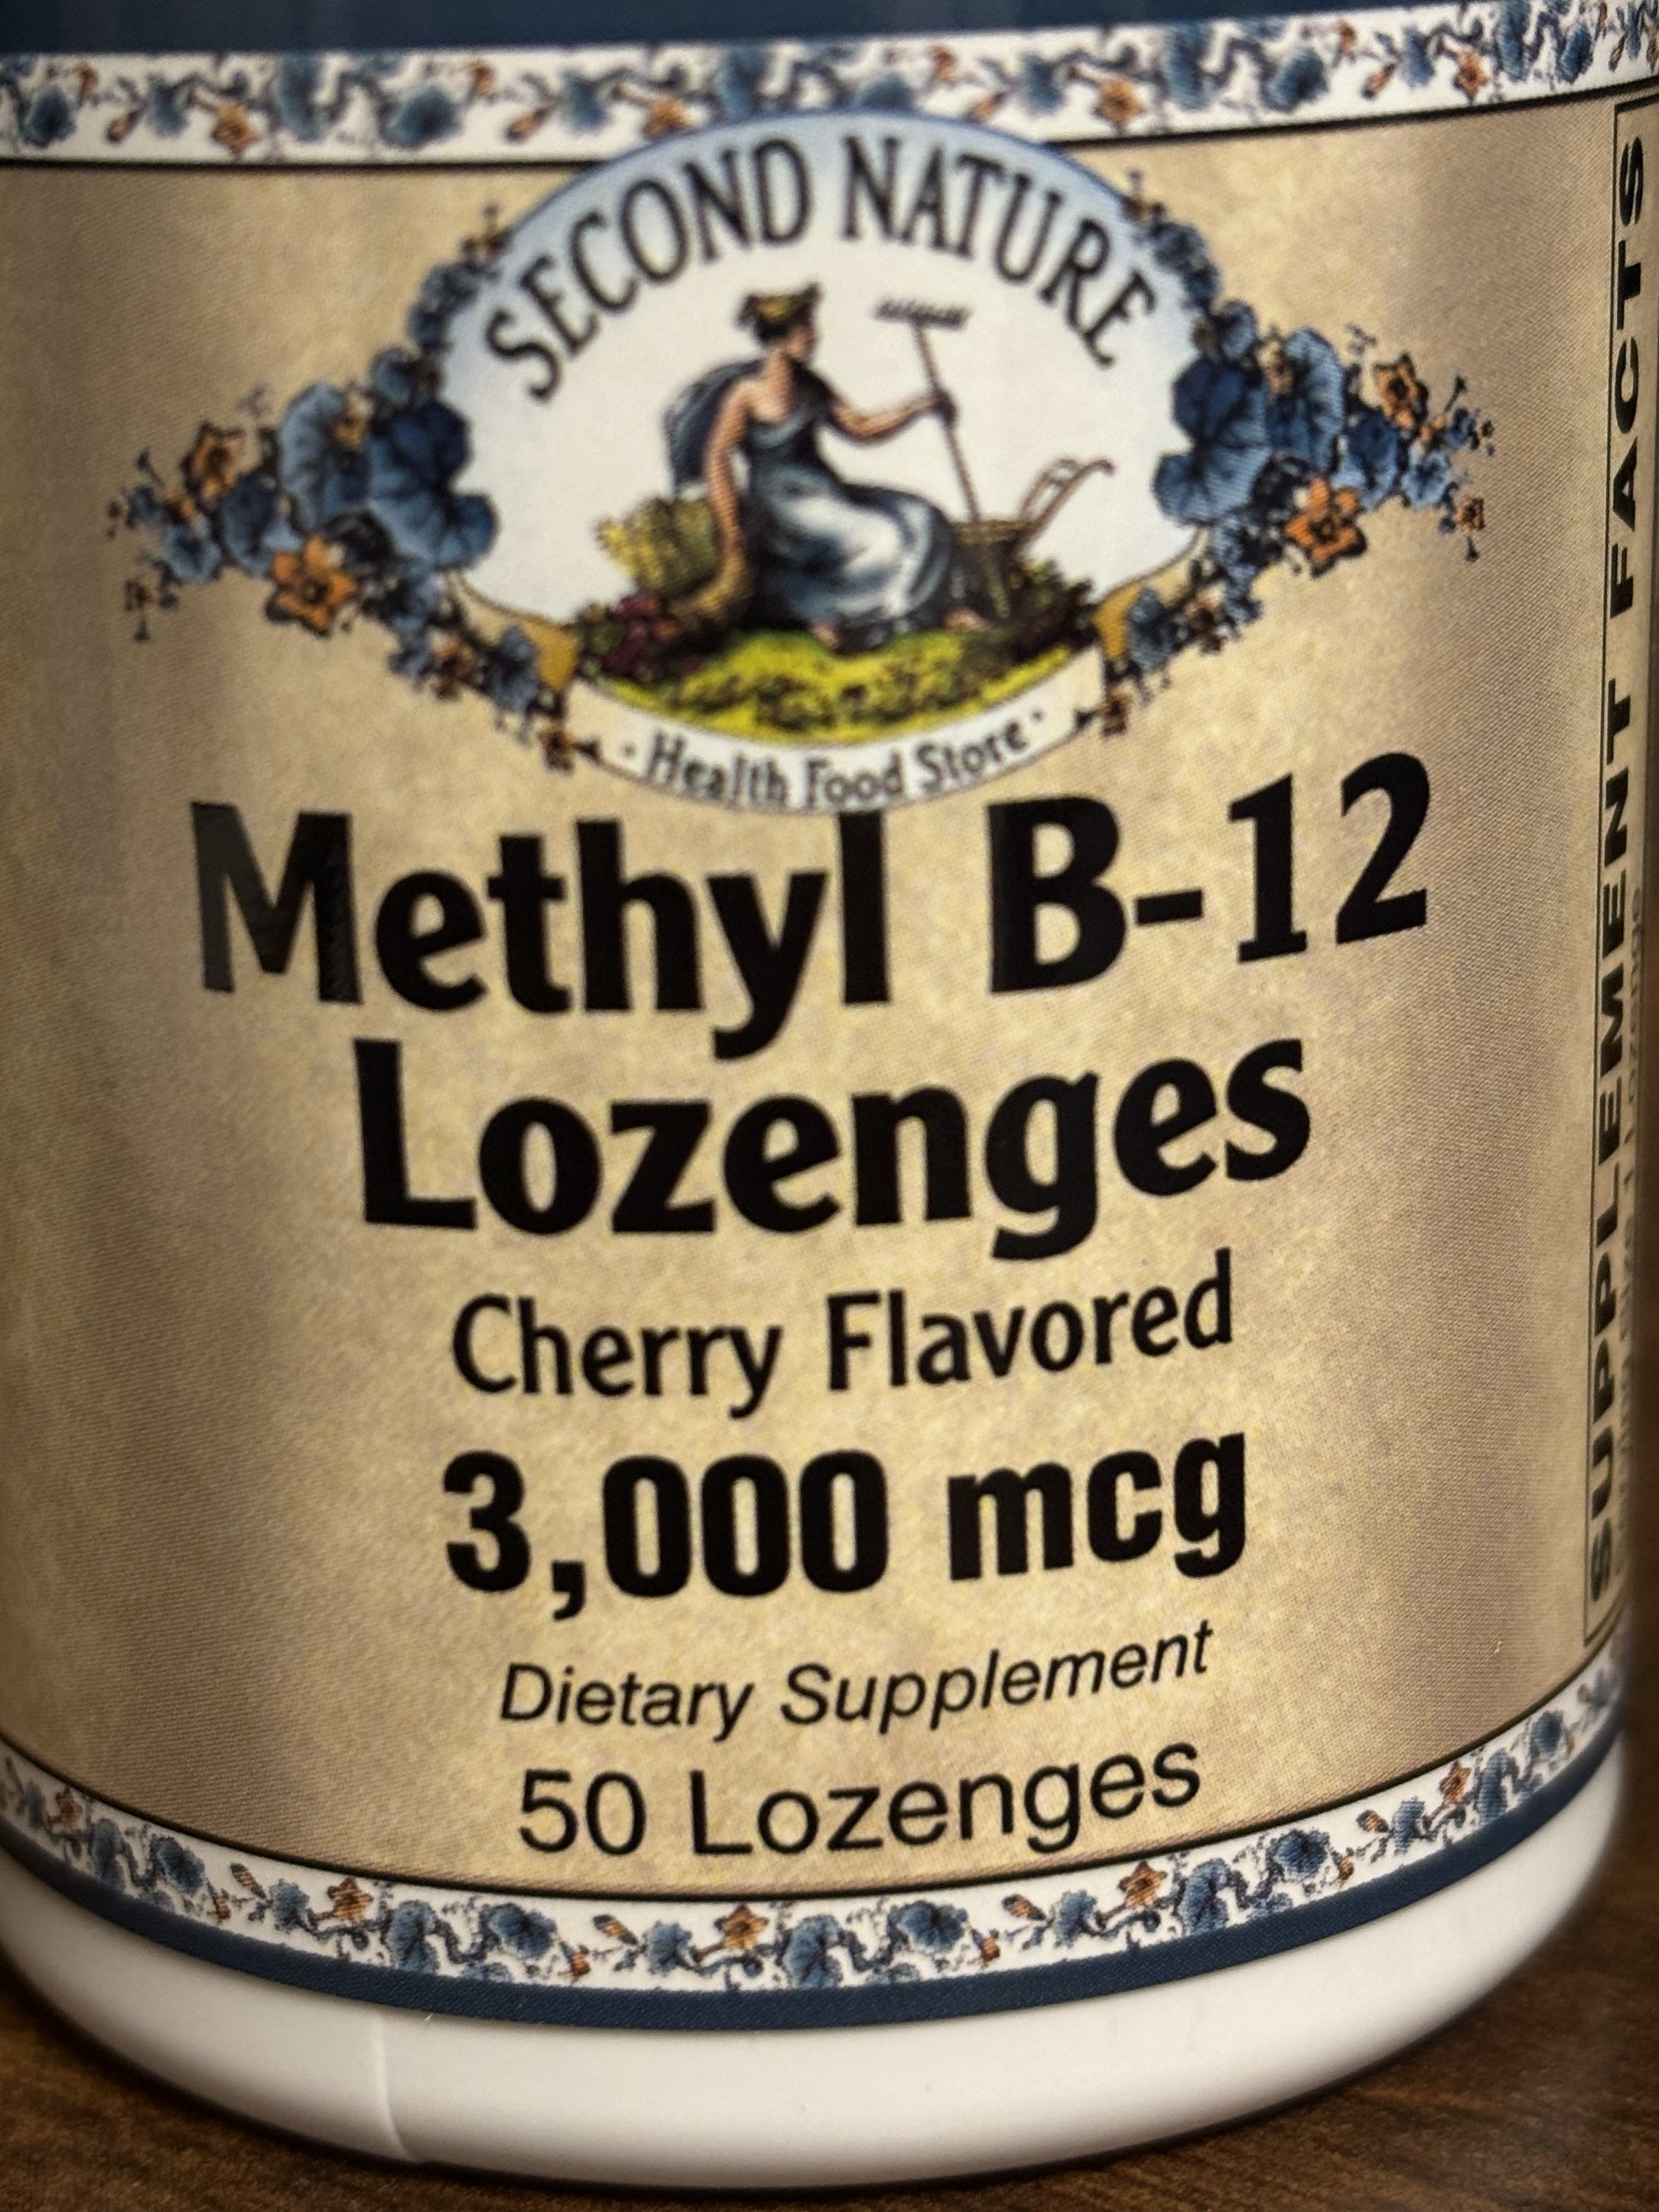 SECOND NATURE
· Health Food Store ·
Methyl B-12
Lozenges
Cherry Flavored
3,000 mcg
Dietary Supplement
50 Lozenges
SUPPLEMENT FACTS